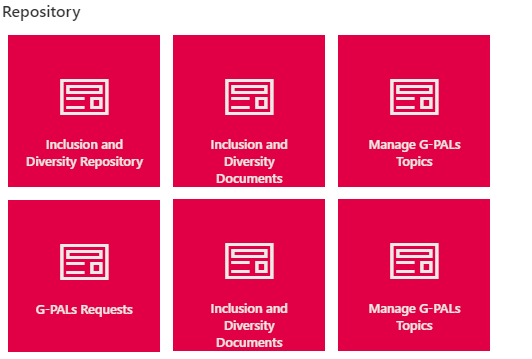 Repository
Inclusion and
Diversity Repository
Inclusion and
Diversity
Documents
Manage G-PALs
Topics
G-PALs Requests
Inclusion and
Diversity
Documents
Manage G-PALs
Topics